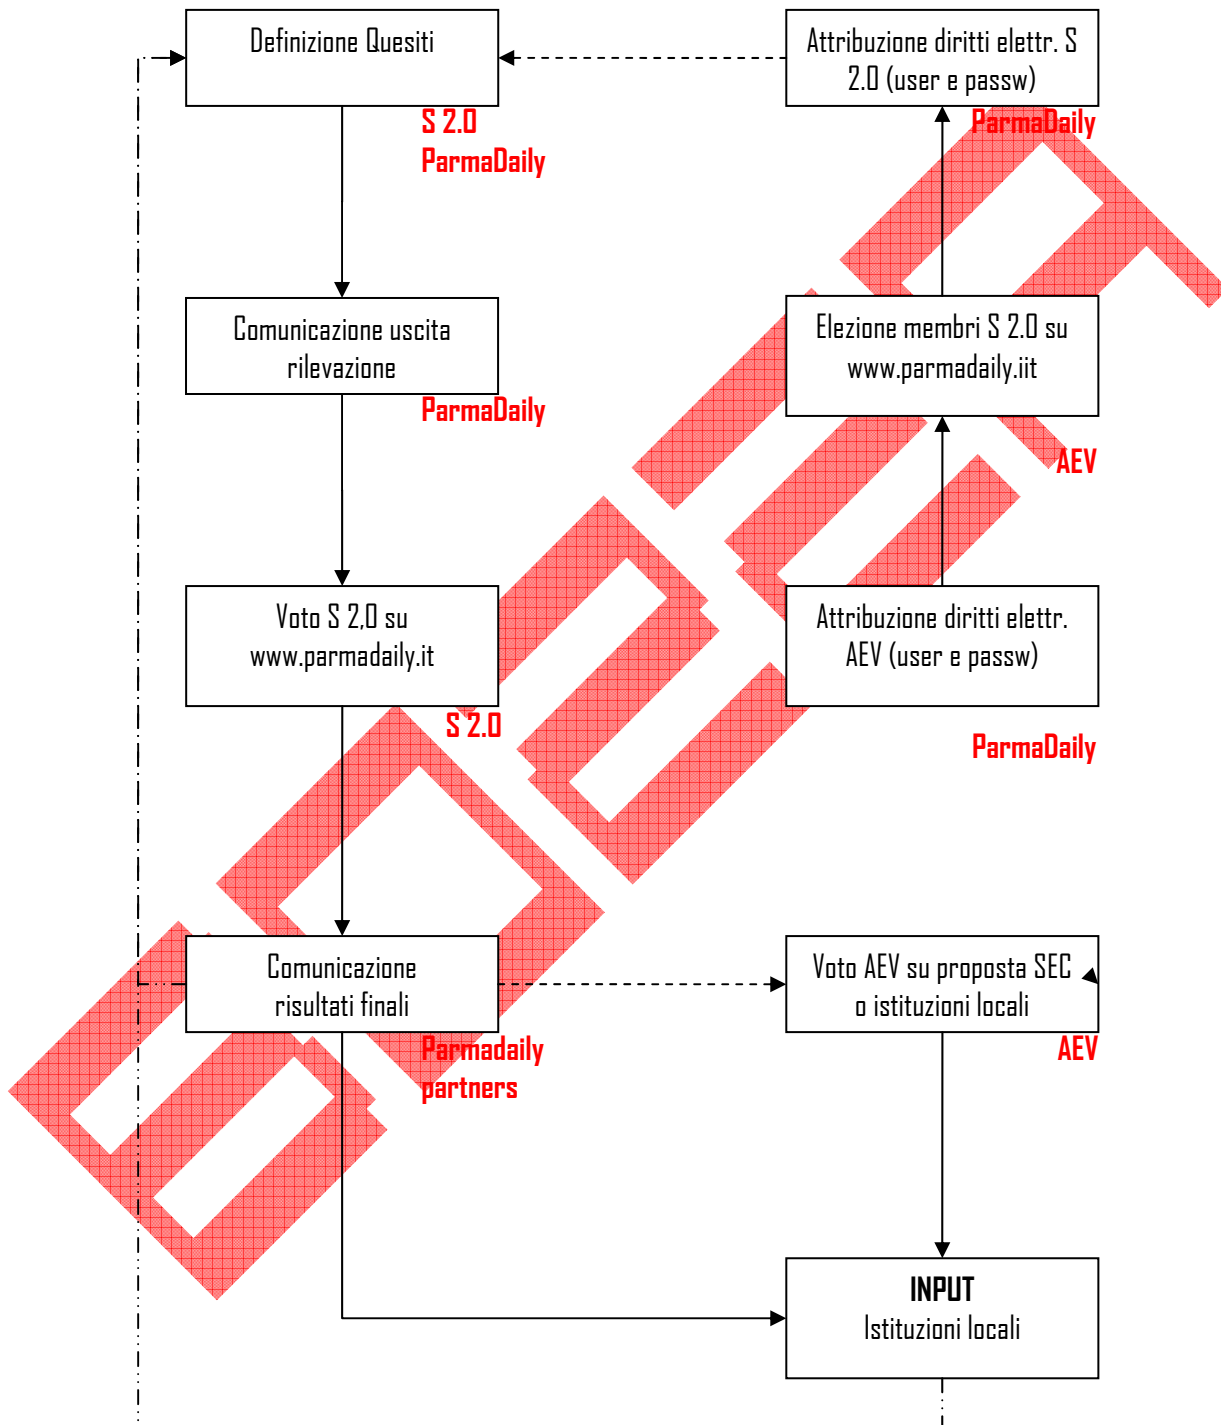 Definizione Quesiti
S 2.0
ParmaDaily
Attribuzione diritti elettr. S
2.0 (user e passw)
ParmaDaily
Comunicazione uscita
rilevazione
ParmaDaily
Elezione membri S 2.0 su
www.parmadaily.iit
AEV
Voto S 2,0 su
www.parmadaily.it
S 2.0
Attribuzione diritti elettr.
AEV (user e passw)
ParmaDaily
Comunicazione
risultati finali
Parmadaily
partners
Voto AEV su proposta SEC
o istituzioni locali
AEV
INPUT
Istituzioni locali